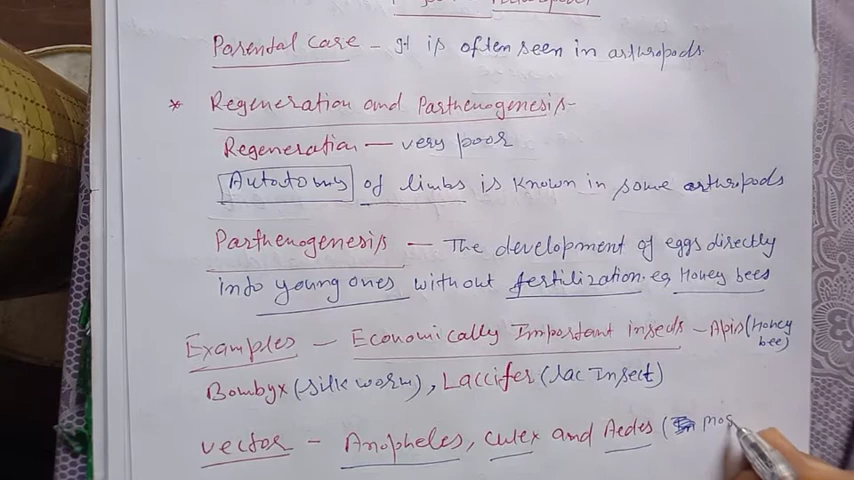 Parental Care - It is often seen in arthropods.
* Regeneration and Parthenogenesis-
Regeneration — very poor
Autotomy of limbs is known in some arthropods
Parthenogenesis — The development of eggs directly
into young ones without fertilization. eg Honey bees
Examples — Economically Important insects - Apis (Honey bee)
Bombyx (silk worm), Laccifer (lac Insect)
vector - Anopheles, culex and Aedes ( mos